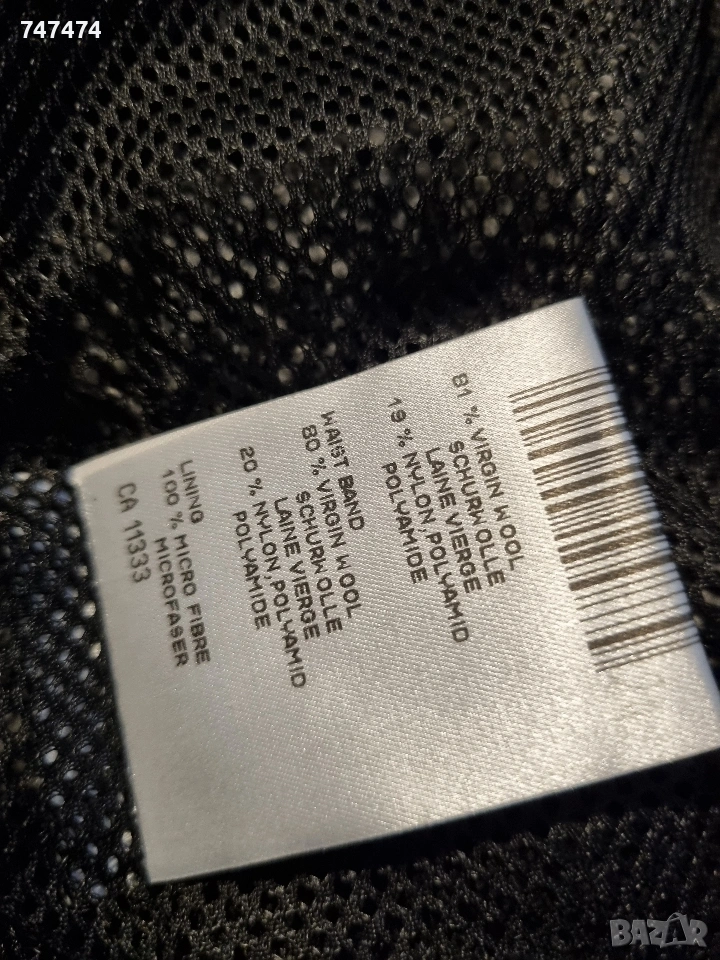 747474
81 % VIRGIN WOOL
SCHURWOLLE
LAINE VIERGE
19 % NYLON,POLYAMID
POLYAMIDE
WAIST BAND
80 % VIRGIN WOOL
SCHURWOLLE
LAINE VIERGE
20 % NYLON,POLYAMID
POLYAMIDE
LINING
100 % MICRO FIBRE
MICROFASER
CA 11333
BAZAR